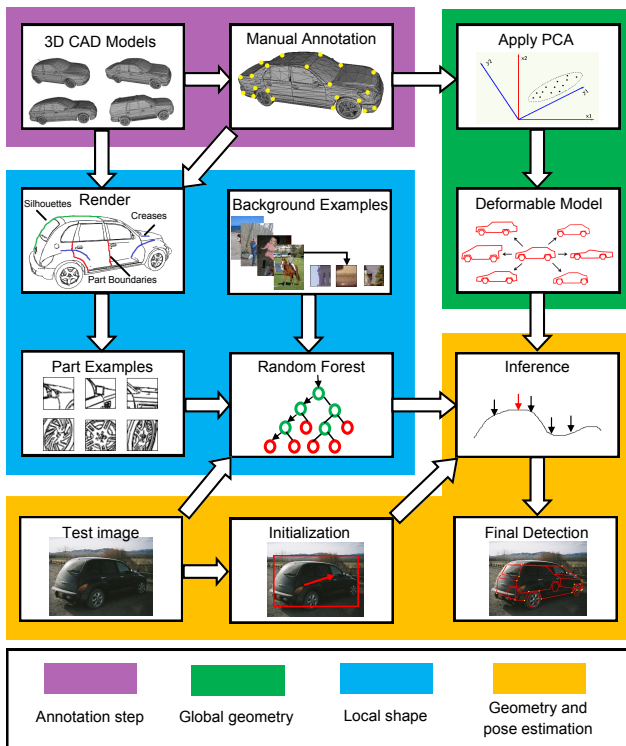 3D CAD Models
Manual Annotation
Apply PCA
x2
y2
y1
x1
Render
Silhouettes
Creases
Part Boundaries
Background Examples
Deformable Model
Part Examples
Random Forest
Inference
Test image
Initialization
Final Detection
Annotation step
Global geometry
Local shape
Geometry and
pose estimation